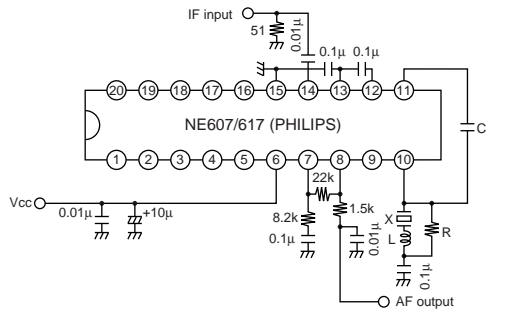 IF input
51
0.01μ
0.1μ 0.1μ
20 19 18 17 16 15 14 13 12 11
NE607/617 (PHILIPS)
C
1 2 3 4 5 6 7 8 9 10
Vcc
0.01μ
+10μ
22k
8.2k
0.1μ
1.5k
0.01μ
X
L
R
0.1μ
AF output